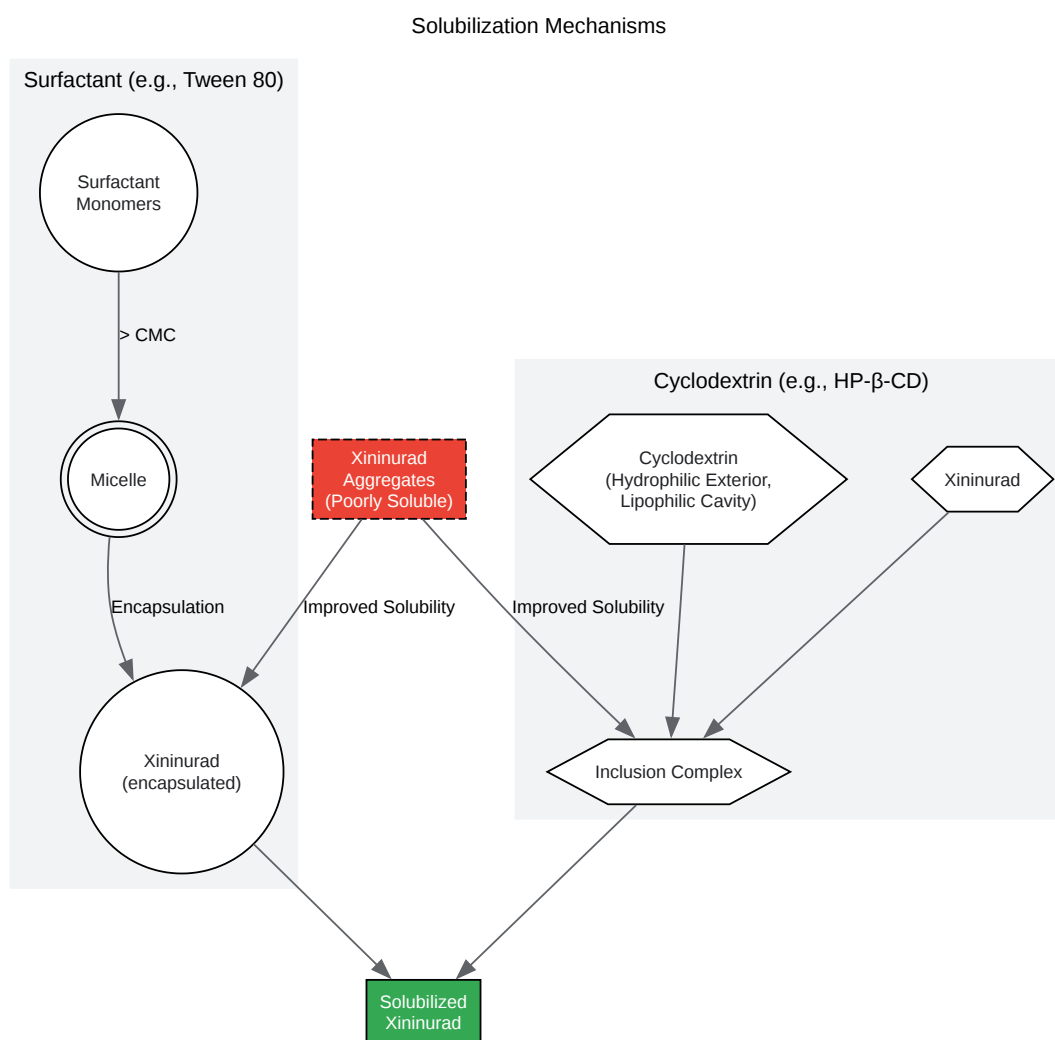 Solubilization Mechanisms
Surfactant (e.g., Tween 80)
Surfactant
Monomers
> CMC
Cyclodextrin (e.g., HP-β-CD)
Micelle
Xininurad
Aggregates
(Poorly Soluble)
Cyclodextrin
(Hydrophilic Exterior,
Lipophilic Cavity)
Xininurad
Encapsulation
Improved Solubility
Improved Solubility
Xininurad
(encapsulated)
Inclusion Complex
Solubilized
Xininurad